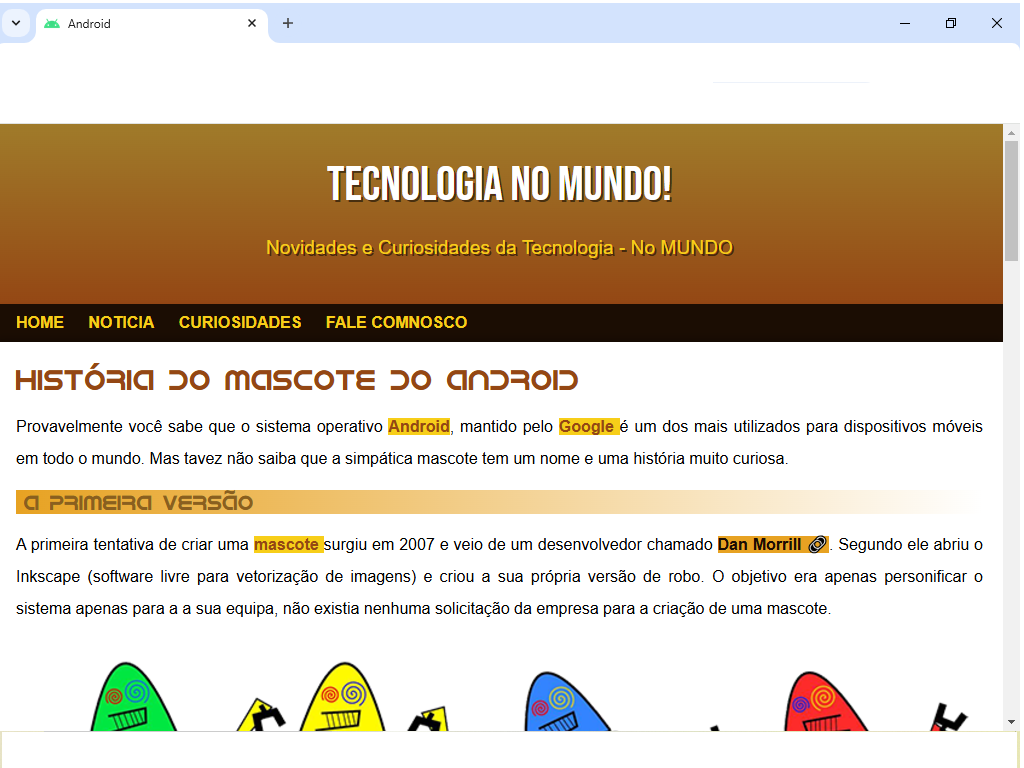 Android
TECNOLOGIA NO MUNDO!
Novidades e Curiosidades da Tecnologia - No MUNDO
HOME NOTICIA CURIOSIDADES FALE COMNOSCO
HISTÓRIA DO MASCOTE DO ANDROID
Provavelmente você sabe que o sistema operativo Android, mantido pelo Google é um dos mais utilizados para dispositivos móveis
em todo o mundo. Mas tavez não saiba que a simpática mascote tem um nome e uma história muito curiosa.
A PRIMEIRA VERSÃO
A primeira tentativa de criar uma mascote surgiu em 2007 e veio de um desenvolvedor chamado Dan Morrill. Segundo ele abriu o
Inkscape (software livre para vetorização de imagens) e criou a sua própria versão de robo. O objetivo era apenas personificar o
sistema apenas para a a sua equipa, não existia nenhuma solicitação da empresa para a criação de uma mascote.